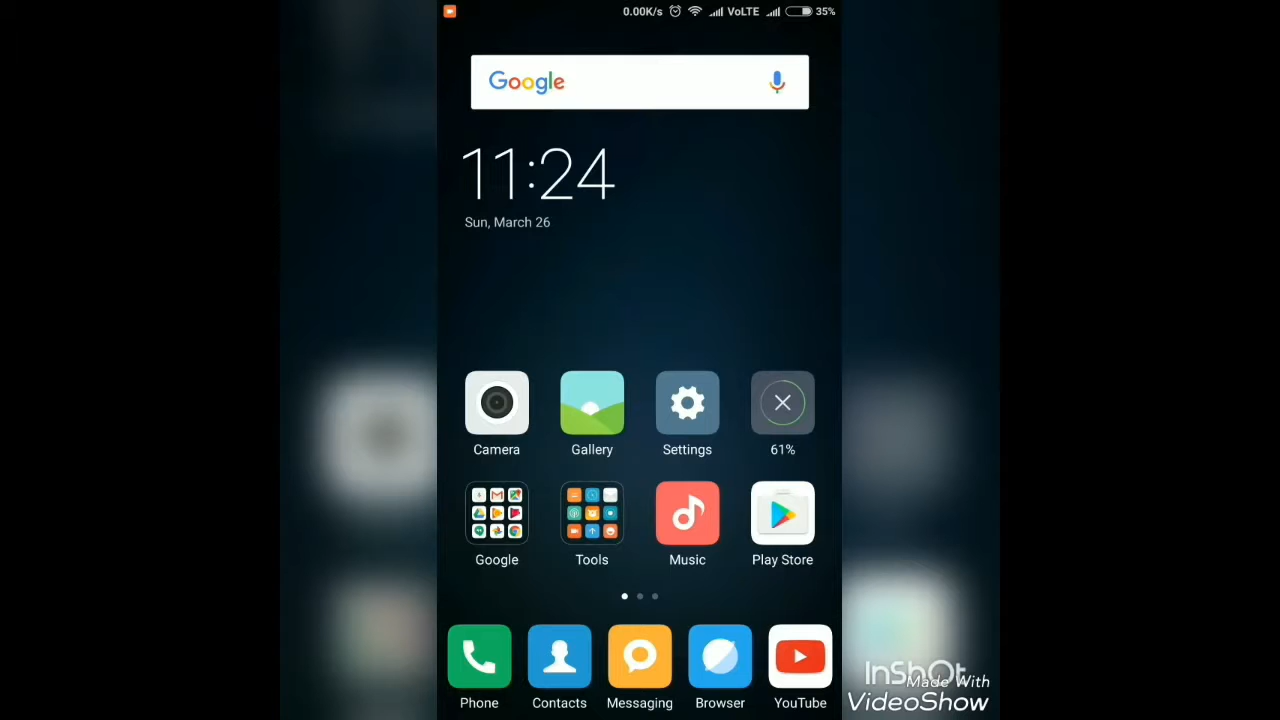 0.00K/s VoLTE 35%
Google
11:24
Sun, March 26
Camera Gallery Settings 61%
Google Tools Music Play Store
Phone Contacts Messaging Browser YouTube
InShOt
Made With
VideoShow